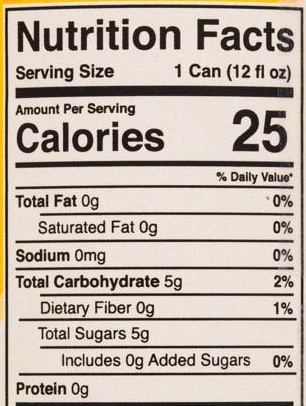 Nutrition Facts
Serving Size 1 Can (12 fl oz)
Amount Per Serving
Calories 25
% Daily Value*
Total Fat 0g 0%
Saturated Fat 0g 0%
Sodium 0mg 0%
Total Carbohydrate 5g 2%
Dietary Fiber 0g 1%
Total Sugars 5g
Includes 0g Added Sugars 0%
Protein 0g